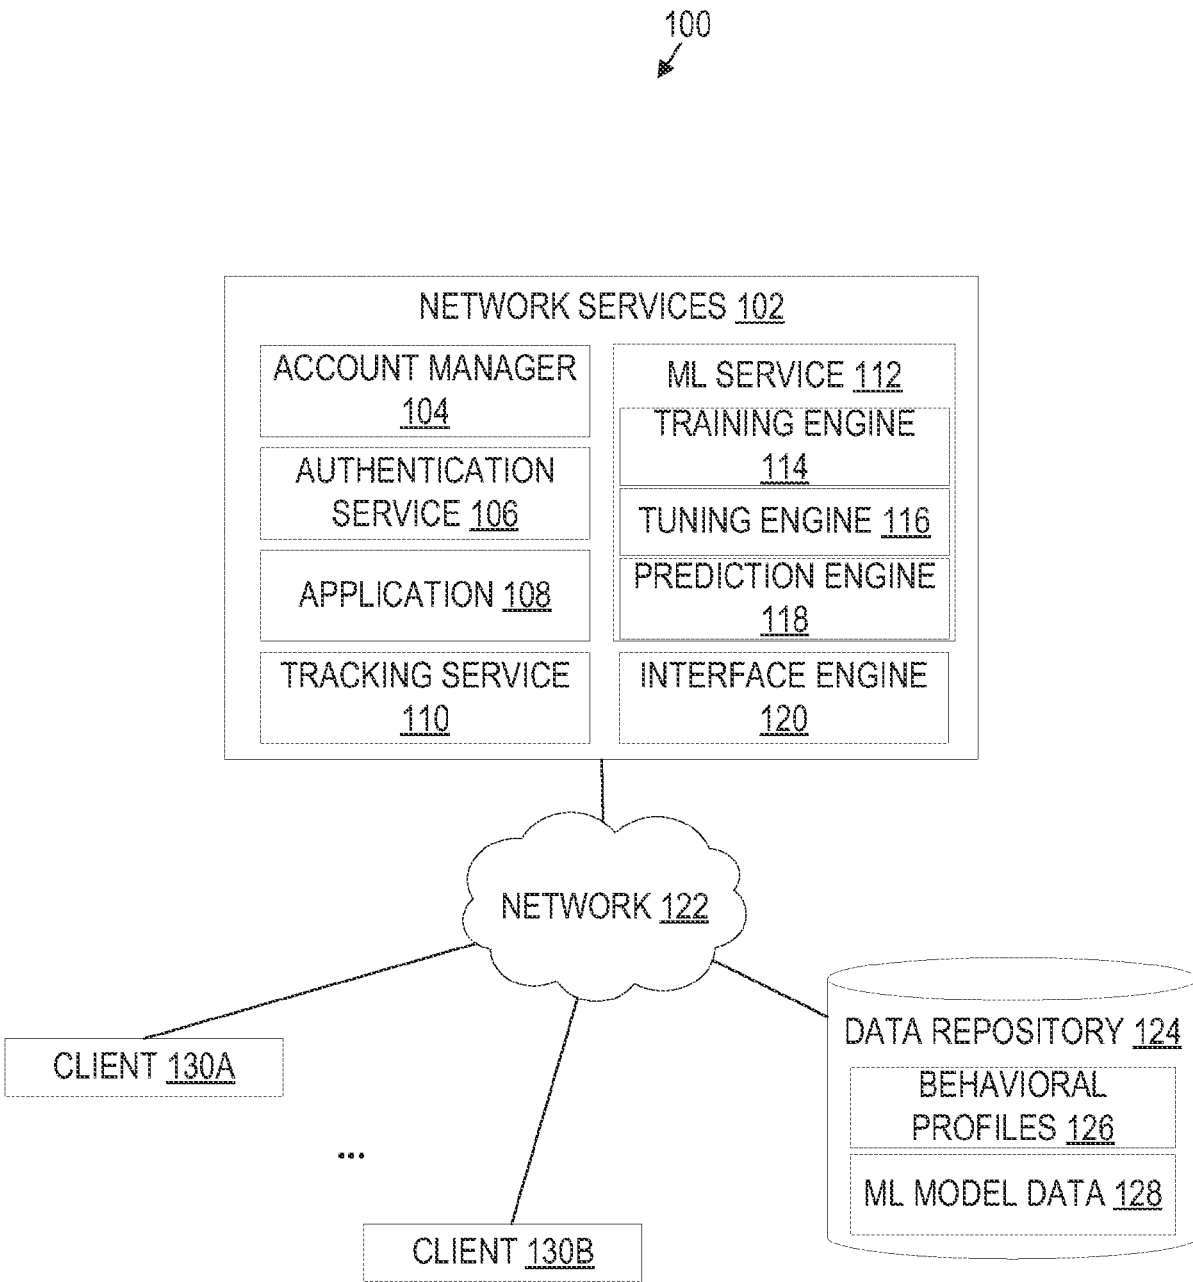 100
NETWORK SERVICES 102
ACCOUNT MANAGER
104
AUTHENTICATION
SERVICE 106
APPLICATION 108
TRACKING SERVICE
110
ML SERVICE 112
TRAINING ENGINE
114
TUNING ENGINE 116
PREDICTION ENGINE
118
INTERFACE ENGINE
120
NETWORK 122
DATA REPOSITORY 124
BEHAVIORAL
PROFILES 126
ML MODEL DATA 128
CLIENT 130A
...
CLIENT 130B